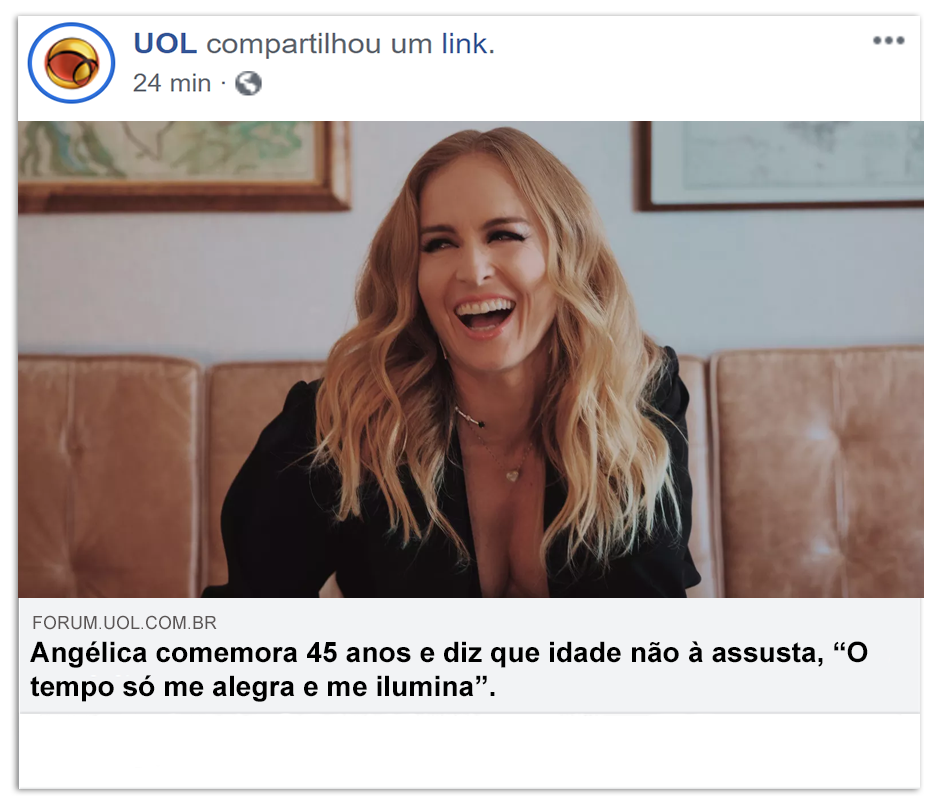 UOL compartilhou um link.
24 min ·
FORUM.UOL.COM.BR
Angélica comemora 45 anos e diz que idade não à assusta, “O
tempo só me alegra e me ilumina”.